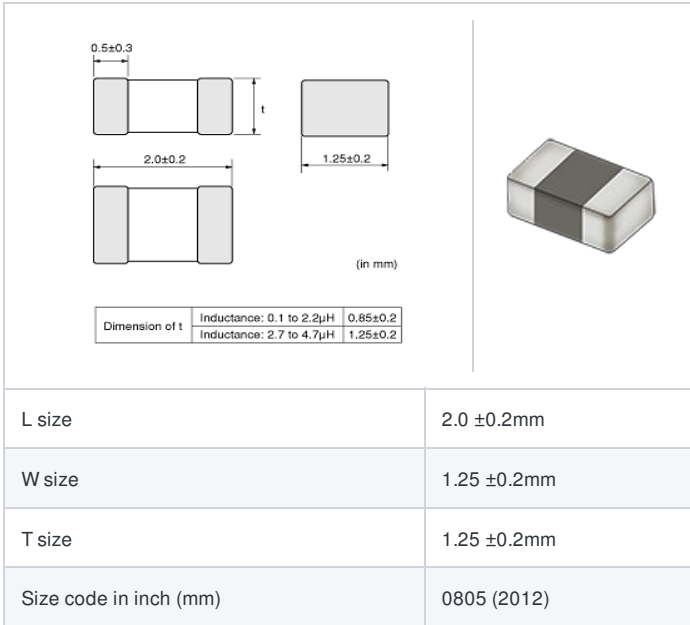 0.5±0.3
t
2.0±0.2
1.25±0.2
(in mm)
Dimension of t
Inductance: 0.1 to 2.2μH 0.85±0.2
Inductance: 2.7 to 4.7μH 1.25±0.2
L size 2.0 ±0.2mm
W size 1.25 ±0.2mm
T size 1.25 ±0.2mm
Size code in inch (mm) 0805 (2012)